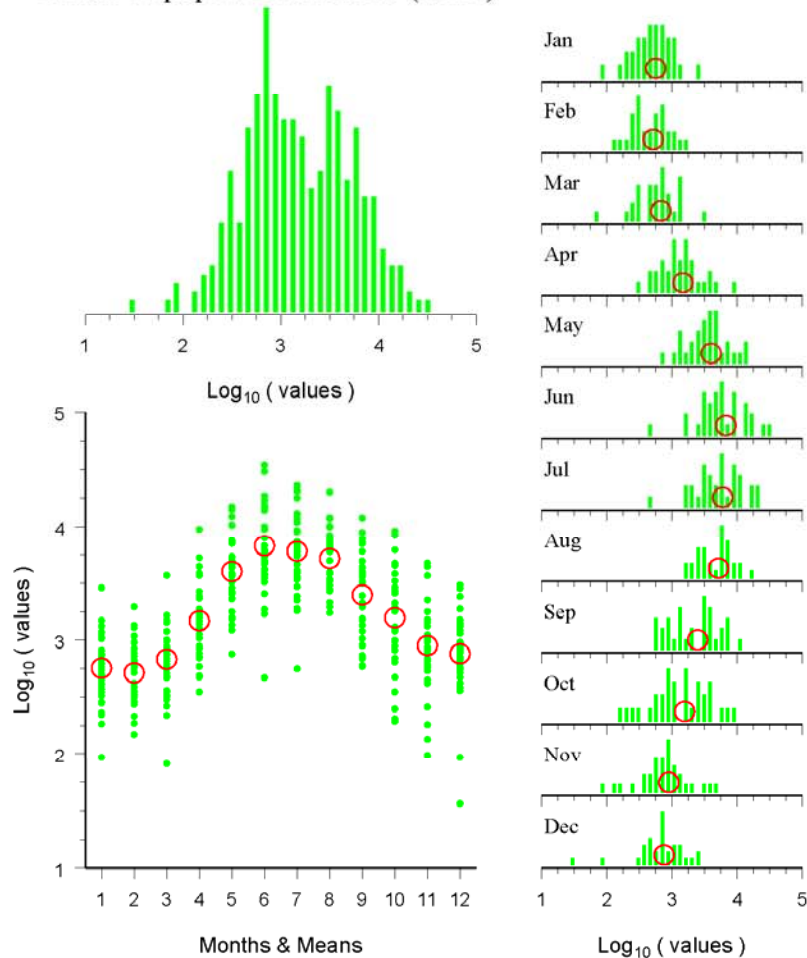 1 2 3 4 5
Log10 ( values )
5
4
3
2
1
Log10 ( values )
1 2 3 4 5 6 7 8 9 10 11 12
Months & Means
Jan
Feb
Mar
Apr
May
Jun
Jul
Aug
Sep
Oct
Nov
Dec
1 2 3 4 5
Log10 ( values )